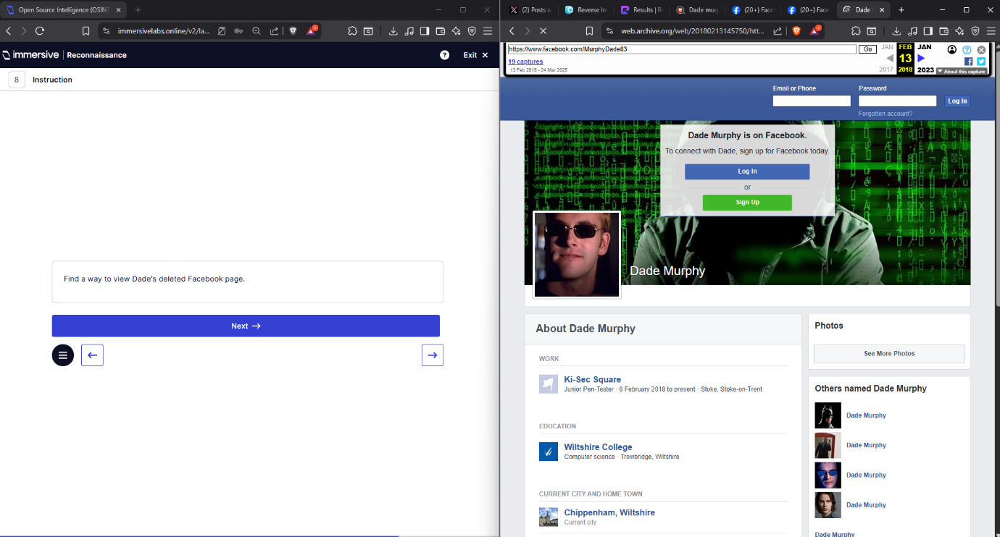 Open Source Intelligence (OSINT
immersivelabs.online/v2/la...
immersive | Reconnaissance
? Exit
8 Instruction
Find a way to view Dade's deleted Facebook page.
Next
(2) Posts w
Reverse Im
Results | R
Dade murp
(20+) Face
(20+) Face
Dade
web.archive.org/web/20180213145750/htt...
https://www.facebook.com/MurphyDade83
Go
JAN FEB JAN
19 captures
13
13 Feb 2018 - 24 Mar 2025
2017 2018 2023
About this capture
Email or Phone
Password
Log In
Forgotten account?
Dade Murphy is on Facebook.
To connect with Dade, sign up for Facebook today.
Log In
or
Sign Up
Dade Murphy
About Dade Murphy
WORK
Ki-Sec Square
Junior Pen-Tester · 6 February 2018 to present · Stoke, Stoke-on-Trent
EDUCATION
Wiltshire College
Computer science · Trowbridge, Wiltshire
CURRENT CITY AND HOME TOWN
Chippenham, Wiltshire
Current city
Photos
See More Photos
Others named Dade Murphy
Dade Murphy
Dade Murphy
Dade Murphy
Dade Murphy
Dade Murphy